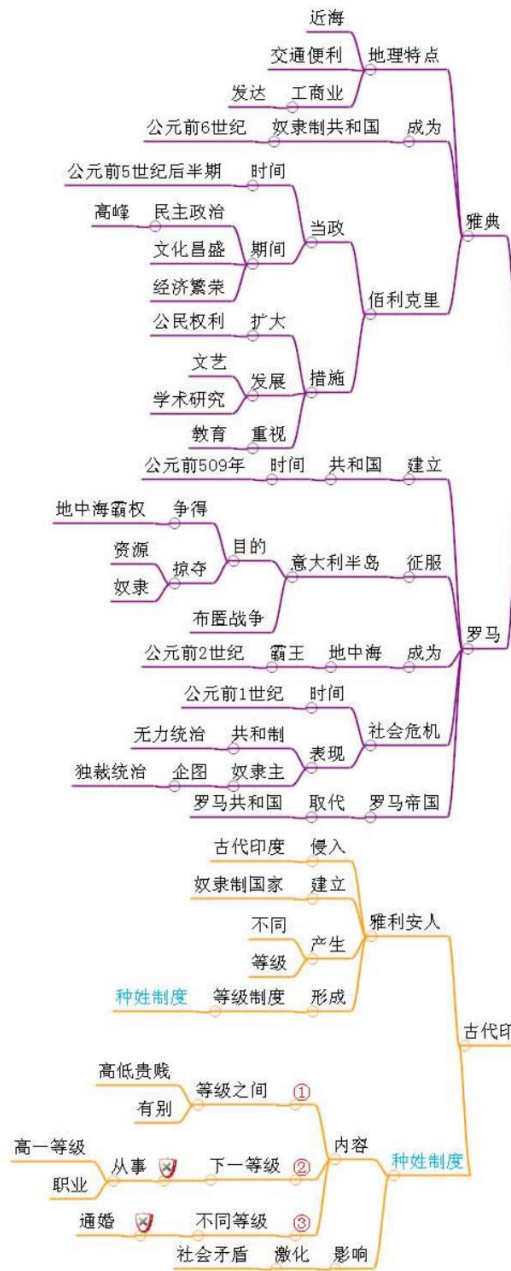 近海
交通便利 地理特点
发达 工商业
公元前6世纪 奴隶制共和国 成为
公元前5世纪后半期 时间
高峰 民主政治 当政 雅典
文化昌盛 期间
经济繁荣
伯利克里
公民权利 扩大
文艺
发展 措施
学术研究
教育 重视
公元前509年 时间 共和国 建立
地中海霸权 争得
资源 目的
掠夺 意大利半岛 征服
奴隶
布匿战争
罗马
公元前2世纪 霸王 地中海 成为
公元前1世纪 时间
无力统治 共和制 社会危机
表现
独裁统治 企图 奴隶主
罗马共和国 取代 罗马帝国
古代印度 侵入
奴隶制国家 建立
不同 雅利安人
产生
等级
种姓制度 等级制度 形成
古代印
高低贵贱
等级之间 ①
有别
高一等级 内容
从事 下一等级 ② 种姓制度
职业
通婚 不同等级 ③
社会矛盾 激化 影响